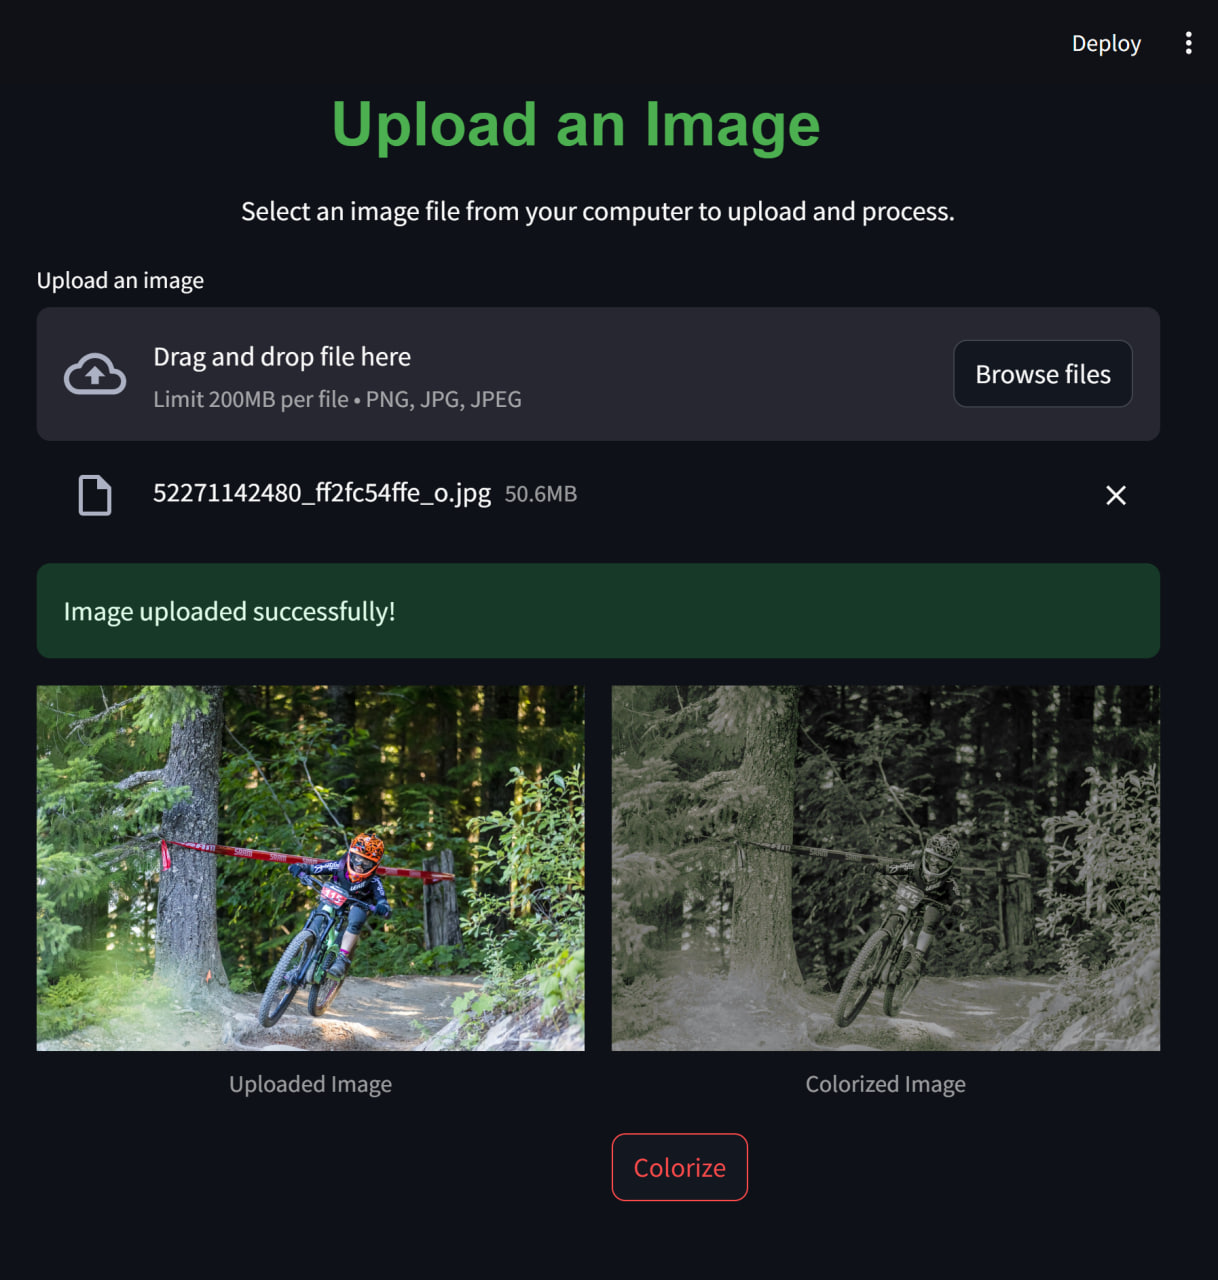 Deploy
Upload an Image
Select an image file from your computer to upload and process.
Upload an image
Drag and drop file here
Limit 200MB per file • PNG, JPG, JPEG
Browse files
52271142480_ff2fc54ffe_o.jpg 50.6MB
Image uploaded successfully!
Uploaded Image
Colorized Image
Colorize